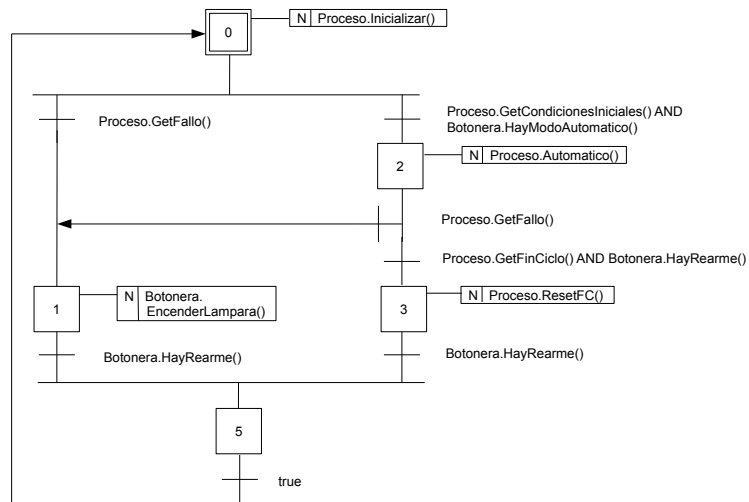 0
N Proceso.Inicializar()
Proceso.GetFallo()
Proceso.GetCondicionesIniciales() AND
Botonera.HayModoAutomatico()
2
N Proceso.Automatico()
Proceso.GetFallo()
Proceso.GetFinCiclo() AND Botonera.HayRearme()
1
N Botonera.
EncenderLampara()
3
N Proceso.ResetFC()
Botonera.HayRearme()
Botonera.HayRearme()
5
true